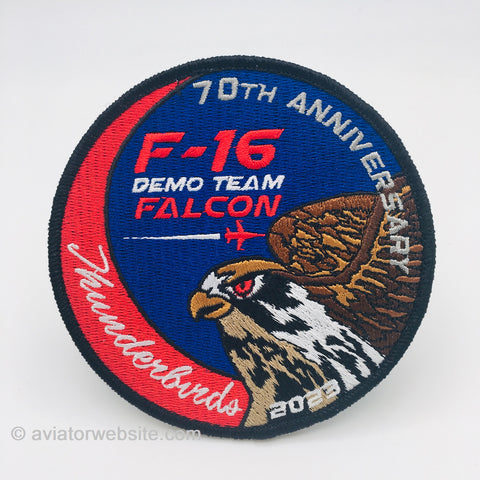 70TH ANNIVERSARY
F-16
DEMO TEAM
FALCON
Thunderbirds
2023
© aviatorwebsite.com